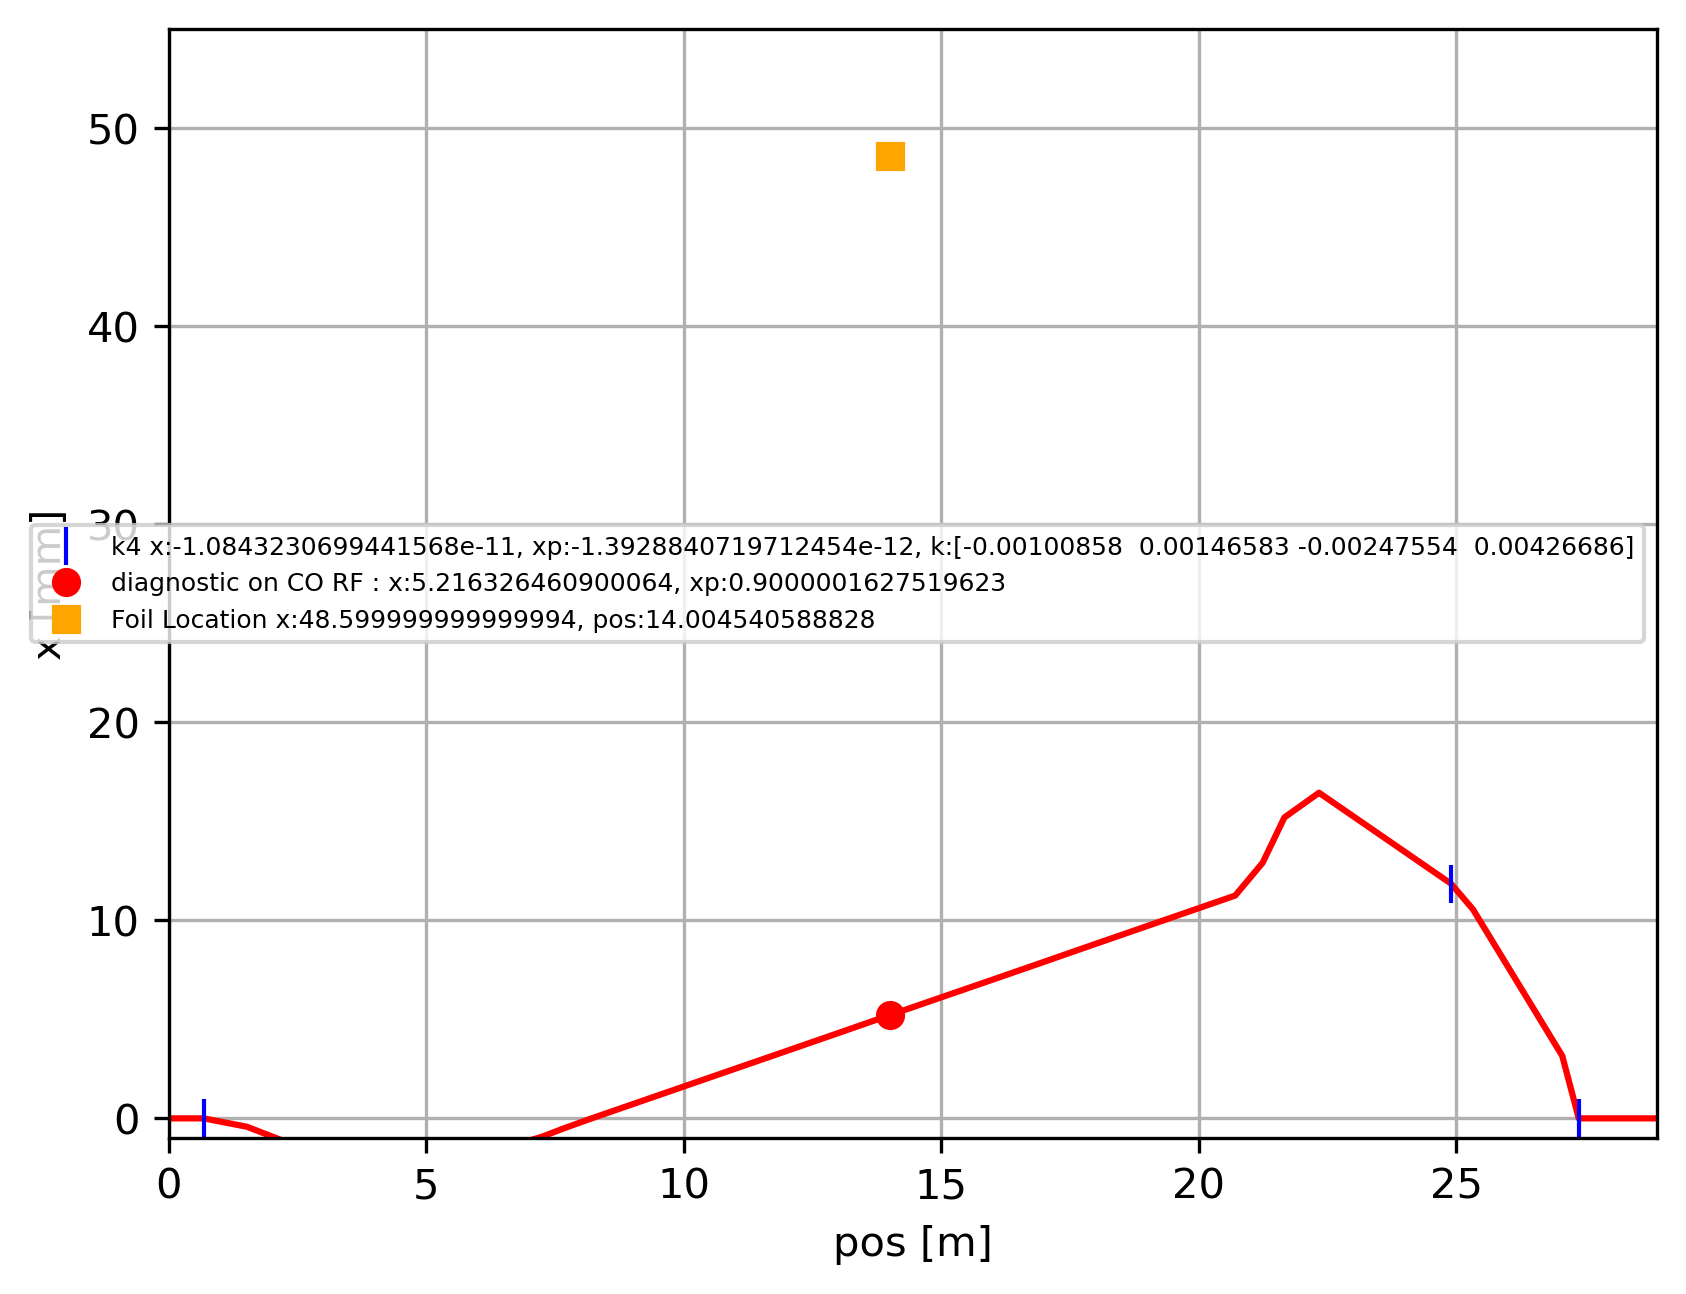 50
40
30
20
10
0
x [mm]
k4 x:-1.0843230699441568e-11, xp:-1.3928840719712454e-12, k:[-0.00100858  0.00146583 -0.00247554  0.00426686]
diagnostic on CO RF : x:5.216326460900064, xp:0.9000001627519623
Foil Location x:48.599999999999994, pos:14.004540588828
0 5 10 15 20 25
pos [m]